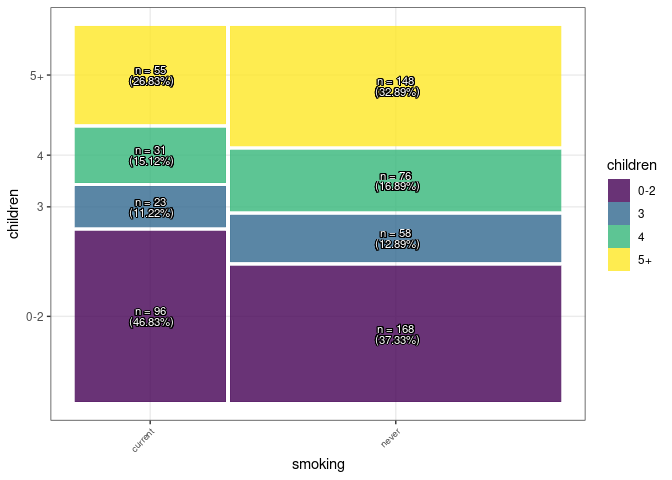 children
5+
4
3
0-2
n = 55
(26.83%)
n = 31
(15.12%)
n = 23
(11.22%)
n = 96
(46.83%)
n = 148
(32.89%)
n = 76
(16.89%)
n = 58
(12.89%)
n = 168
(37.33%)
current
never
smoking
children
0-2
3
4
5+